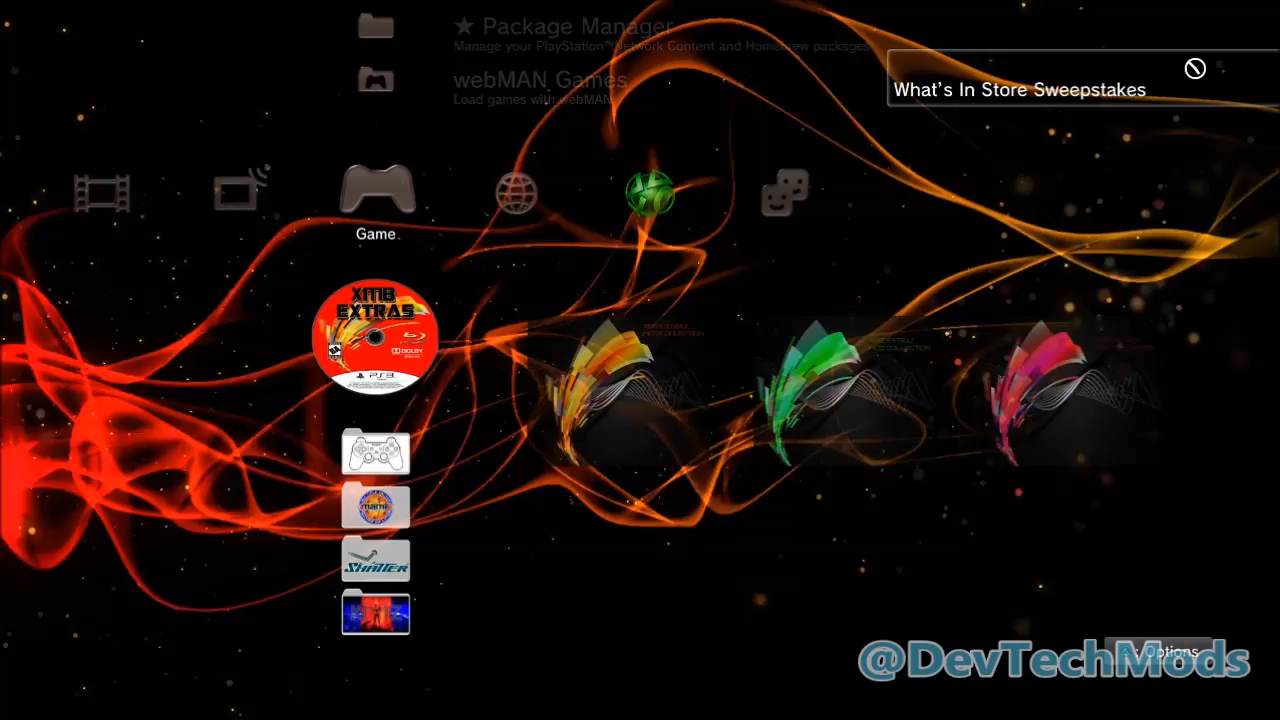 ★ Package Manager
Manage your PlayStation™Network Content and Homebrew packages
webMAN Games
Load games with webMAN
What's In Store Sweepstakes
Game
XMB
EXTRAS
DOLBY
PS3
mame
SHATTER
: Options
@DevTechMods